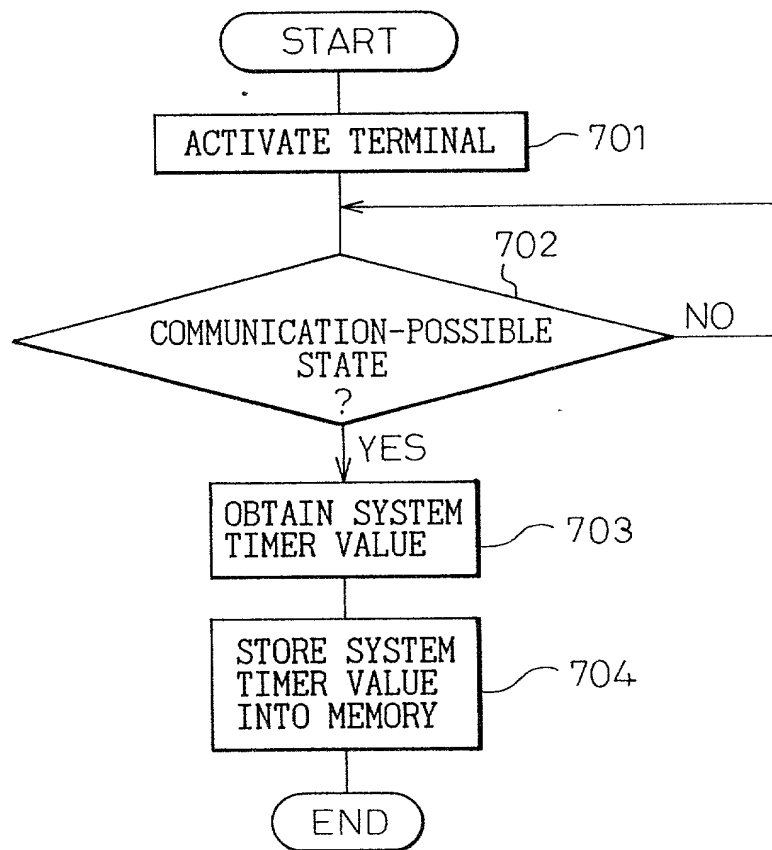 START
ACTIVATE TERMINAL
701
702
COMMUNICATION-POSSIBLE
STATE
?
NO
YES
OBTAIN SYSTEM
TIMER VALUE
703
STORE SYSTEM
TIMER VALUE
INTO MEMORY
704
END